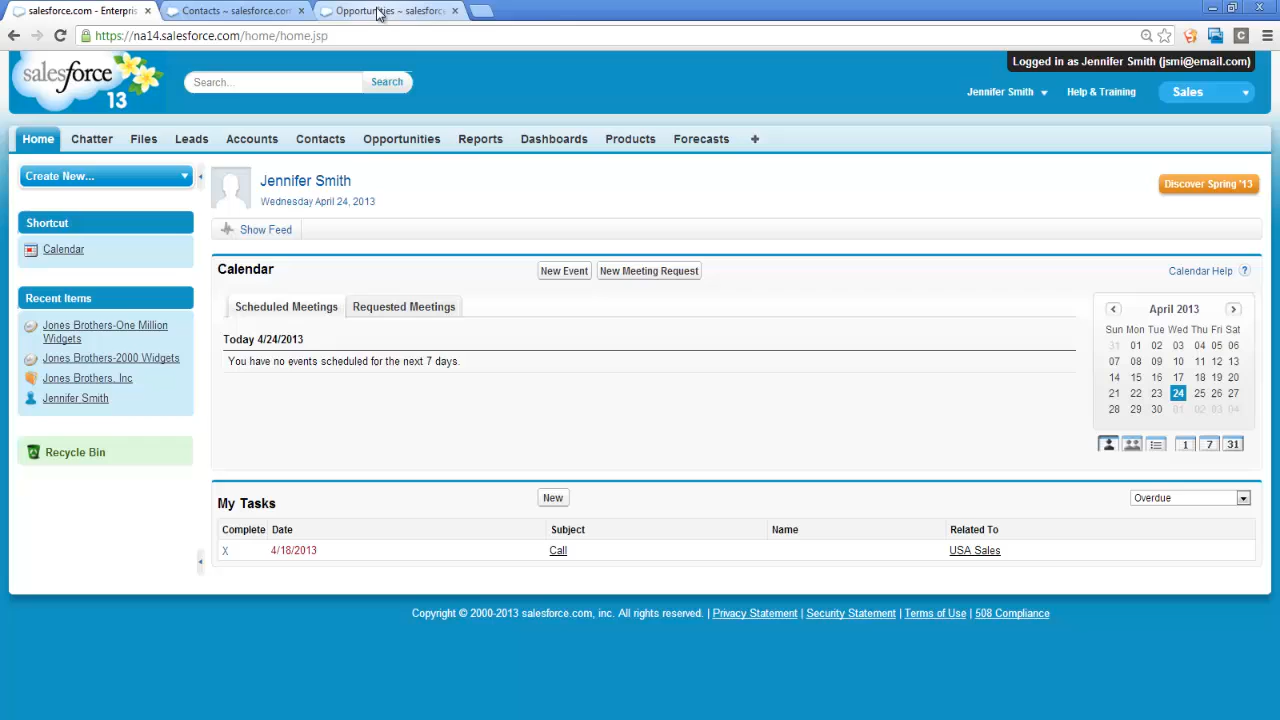 salesforce.com - Enterpris
Contacts ~ salesforce.com
Opportunities ~ salesforce
https://na14.salesforce.com/home/home.jsp
salesforce
13
Search...
Search
Logged in as Jennifer Smith (jsmi@email.com)
Jennifer Smith
Help & Training
Sales
Home Chatter Files Leads Accounts Contacts Opportunities Reports Dashboards Products Forecasts +
Create New...
Shortcut
Calendar
Recent Items
Jones Brothers-One Million
Widgets
Jones Brothers-2000 Widgets
Jones Brothers, Inc
Jennifer Smith
Recycle Bin
Jennifer Smith
Wednesday April 24, 2013
Discover Spring '13
Show Feed
Calendar
New Event
New Meeting Request
Calendar Help ?
Scheduled Meetings
Requested Meetings
Today 4/24/2013
You have no events scheduled for the next 7 days.
April 2013
Sun Mon Tue Wed Thu Fri Sat
31 01 02 03 04 05 06
07 08 09 10 11 12 13
14 15 16 17 18 19 20
21 22 23 24 25 26 27
28 29 30 01 02 03 04
1 7 31
My Tasks
New
Overdue
Complete Date Subject Name Related To
X 4/18/2013 Call USA Sales
Copyright © 2000-2013 salesforce.com, inc. All rights reserved. | Privacy Statement | Security Statement | Terms of Use | 508 Compliance